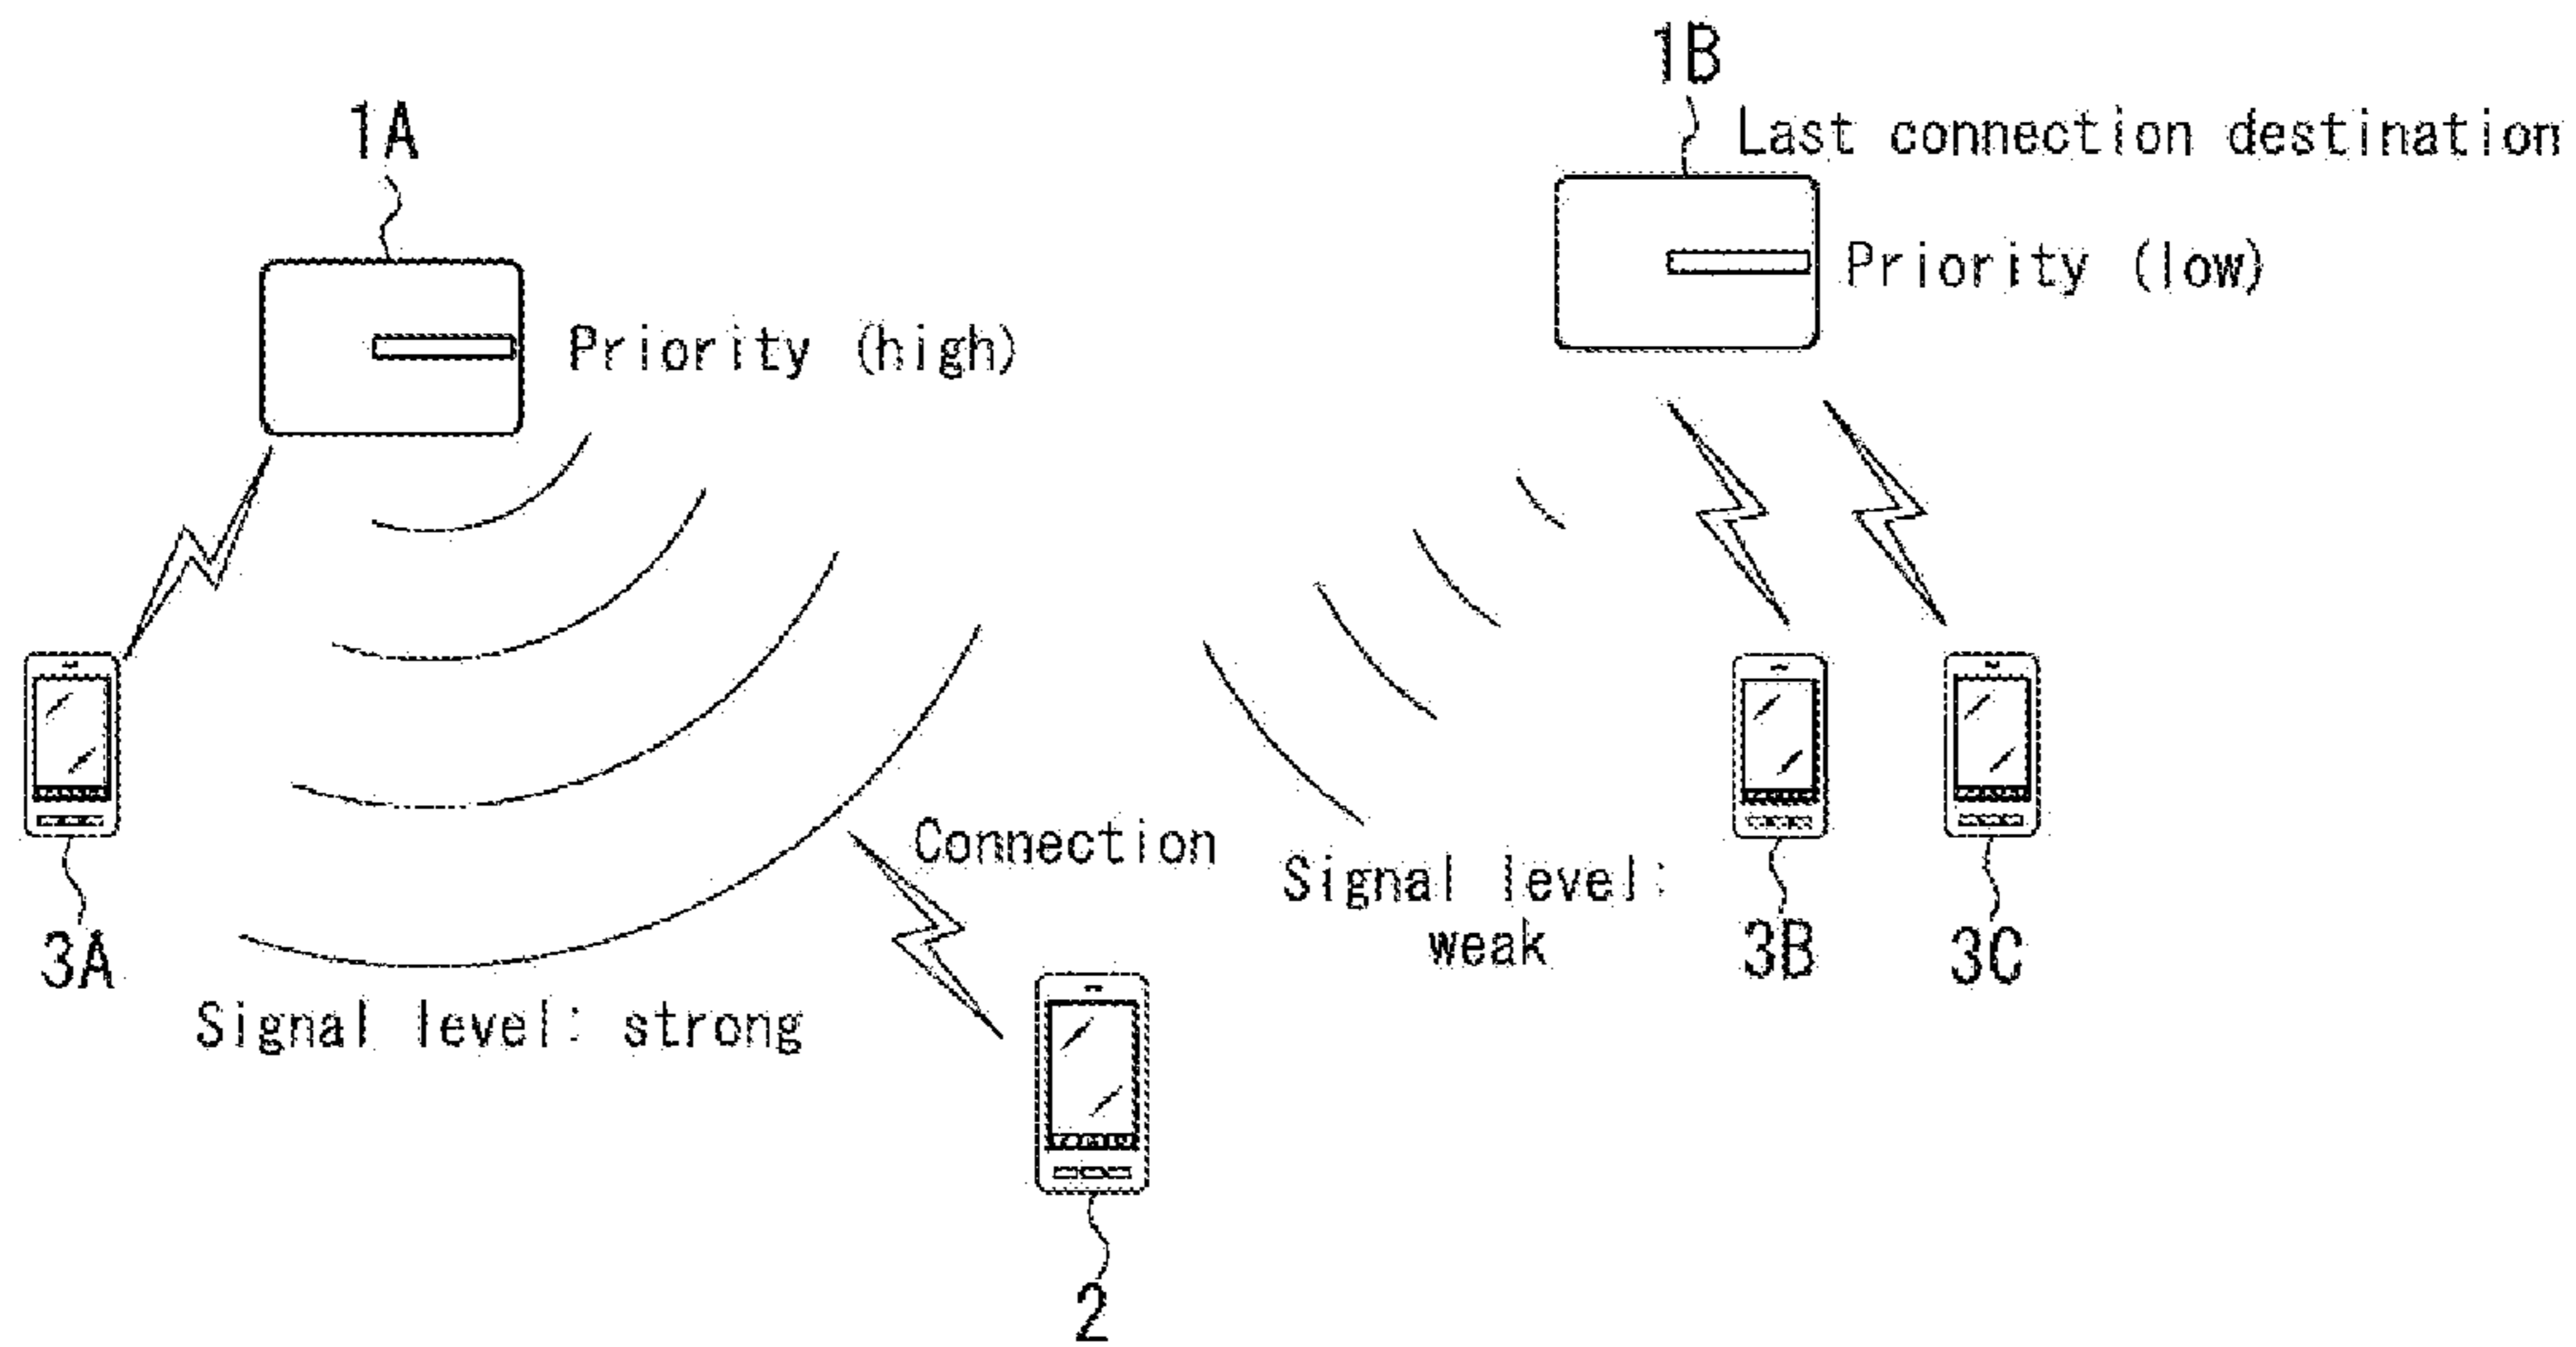 1B
1A
Last connection destination
Priority (low)
Priority (high)
Connection
Signal level:
weak
3A
3B
3C
Signal level: strong
2